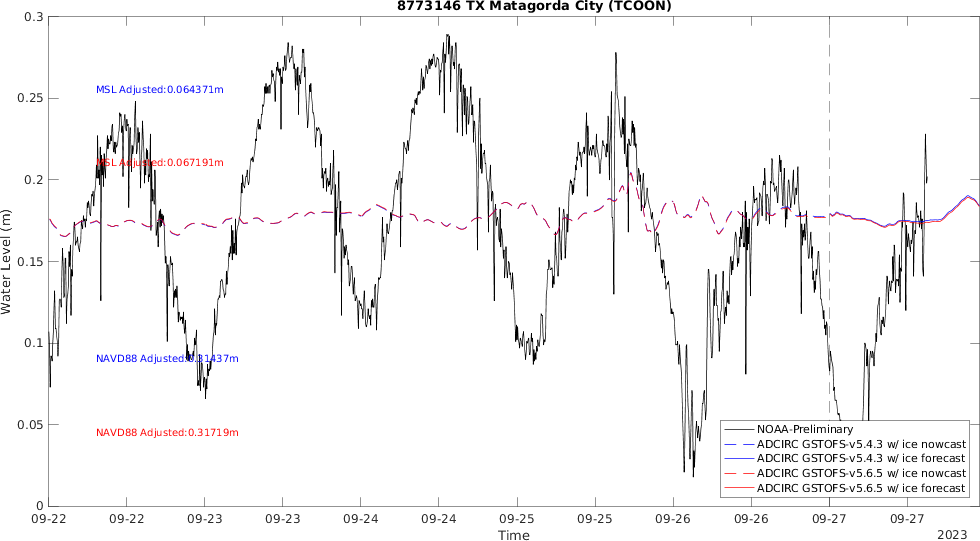 8773146 TX Matagorda City (TCOON)
0.3
0.25
0.2
0.15
0.1
0.05
0
Water Level (m)
MSL Adjusted:0.064371m
MSL Adjusted:0.067191m
NAVD88 Adjusted:0.31437m
NAVD88 Adjusted:0.31719m
NOAA-Preliminary
ADCIRC GSTOFS-v5.4.3 w/ ice nowcast
ADCIRC GSTOFS-v5.4.3 w/ ice forecast
ADCIRC GSTOFS-v5.6.5 w/ ice nowcast
ADCIRC GSTOFS-v5.6.5 w/ ice forecast
09-22 09-22 09-23 09-23 09-24 09-24 09-25 09-25 09-26 09-26 09-27 09-27
Time
2023